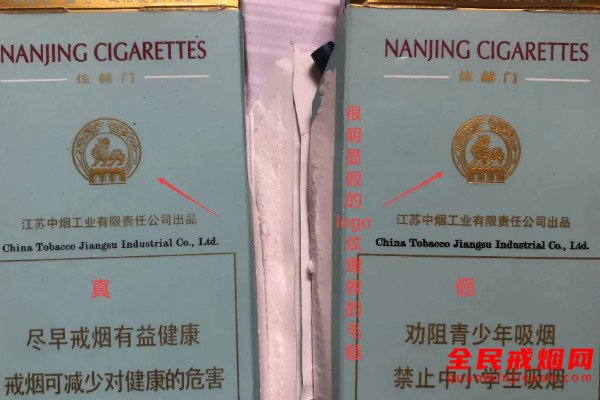 NANJING CIGARETTES
炫赫门
江苏中烟工业有限责任公司出品
China Tobacco Jiangsu Industrial Co., Ltd.
真
尽早戒烟有益健康
戒烟可减少对健康的危害
很明显假的logo纹理做的毛糙
NANJING CIGARETTES
炫赫门
江苏中烟工业有限责任公司出品
China Tobacco Jiangsu Industrial Co., Ltd.
假
劝阻青少年吸烟
禁止中小学生吸烟
全民戒烟网